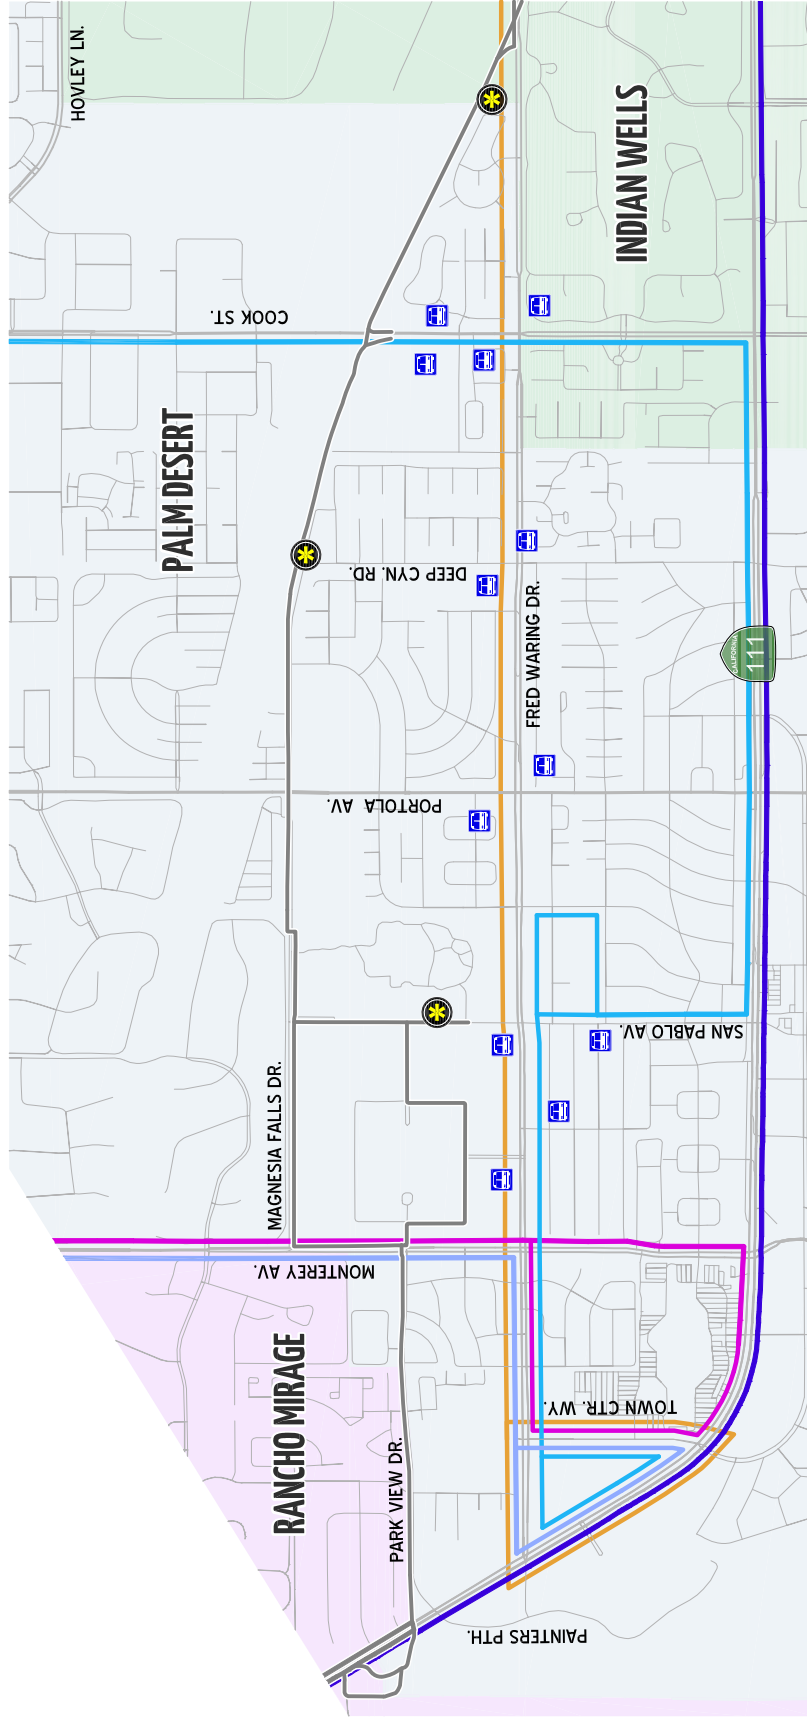 HOVLEY LN.
INDIAN WELLS
COOK ST.
PALM DESERT
DEEP CYN. RD.
FRED WARING DR.
CALIFORNIA
111
PORTOLA AV.
SAN PABLO AV.
MAGNESIA FALLS DR.
MONTEREY AV.
RANCHO MIRAGE
TOWN CTR. WY.
PARK VIEW DR.
PAINTERS PTH.